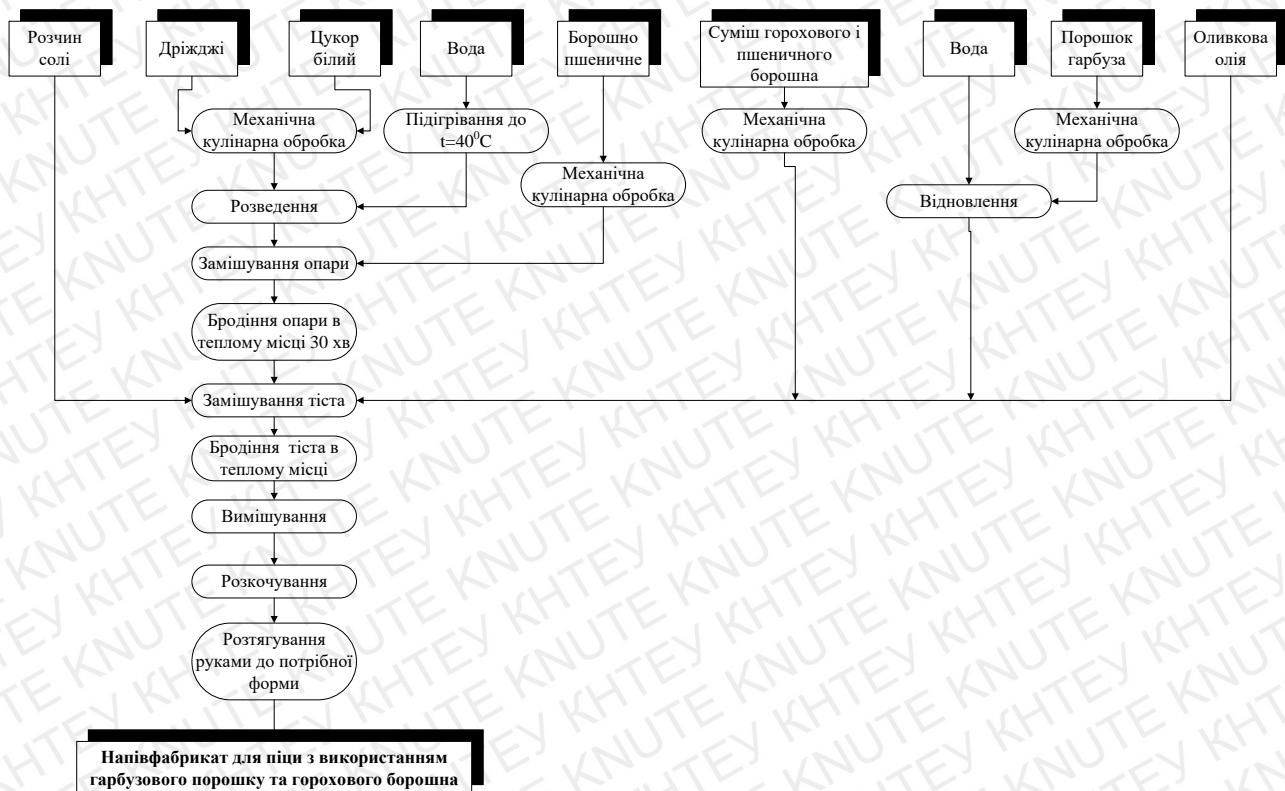 Розчин
солі
Дріжджі
Цукор
білий
Вода
Борошно
пшеничне
Суміш горохового і
пшеничного
борошна
Вода
Порошок
гарбуза
Оливкова
олія
Механічна
кулінарна обробка
Підігрівання до
t=40⁰С
Механічна
кулінарна обробка
Механічна
кулінарна обробка
Механічна
кулінарна обробка
Розведення
Відновлення
Замішування опари
Бродіння опари в
теплому місці 30 хв
Замішування тіста
Бродіння тіста в
теплому місці
Вимішування
Розкочування
Розтягування
руками до потрібної
форми
Напівфабрикат для піци з використанням
гарбузового порошку та горохового борошна